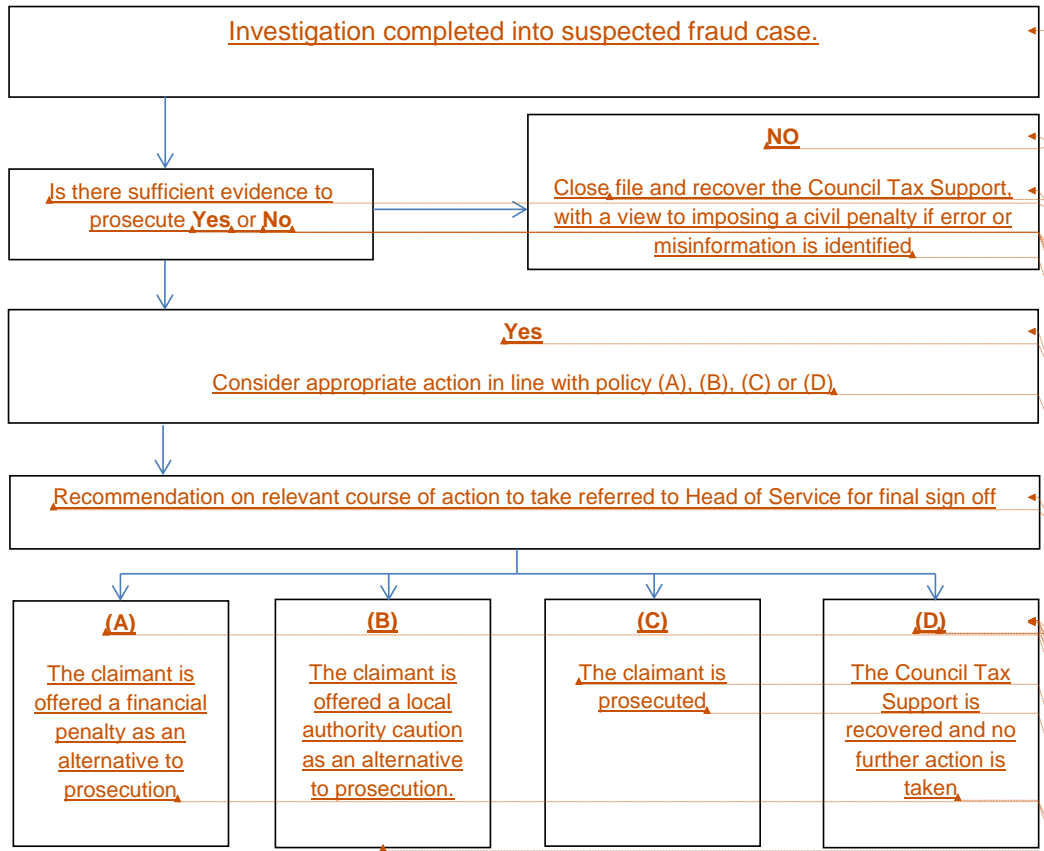 Investigation completed into suspected fraud case.
NO
Close file and recover the Council Tax Support,
with a view to imposing a civil penalty if error or
misinformation is identified
Is there sufficient evidence to
prosecute Yes or No
Yes
Consider appropriate action in line with policy (A), (B), (C) or (D)
Recommendation on relevant course of action to take referred to Head of Service for final sign off
(A)
The claimant is
offered a financial
penalty as an
alternative to
prosecution
(B)
The claimant is
offered a local
authority caution
as an alternative
to prosecution.
(C)
The claimant is
prosecuted
(D)
The Council Tax
Support is
recovered and no
further action is
taken